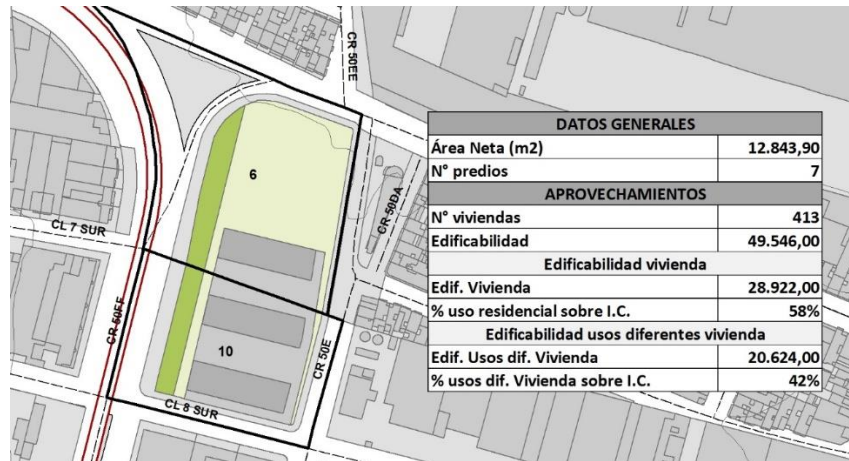 CR 50EE
6
CR 50DA
CL 7 SUR
CR 50FF
10
CR 50E
CL 8 SUR
DATOS GENERALES
Área Neta (m2) 12.843,90
N° predios 7
APROVECHAMIENTOS
N° viviendas 413
Edificabilidad 49.546,00
Edificabilidad vivienda
Edif. Vivienda 28.922,00
% uso residencial sobre I.C. 58%
Edificabilidad usos diferentes vivienda
Edif. Usos dif. Vivienda 20.624,00
% usos dif. Vivienda sobre I.C. 42%